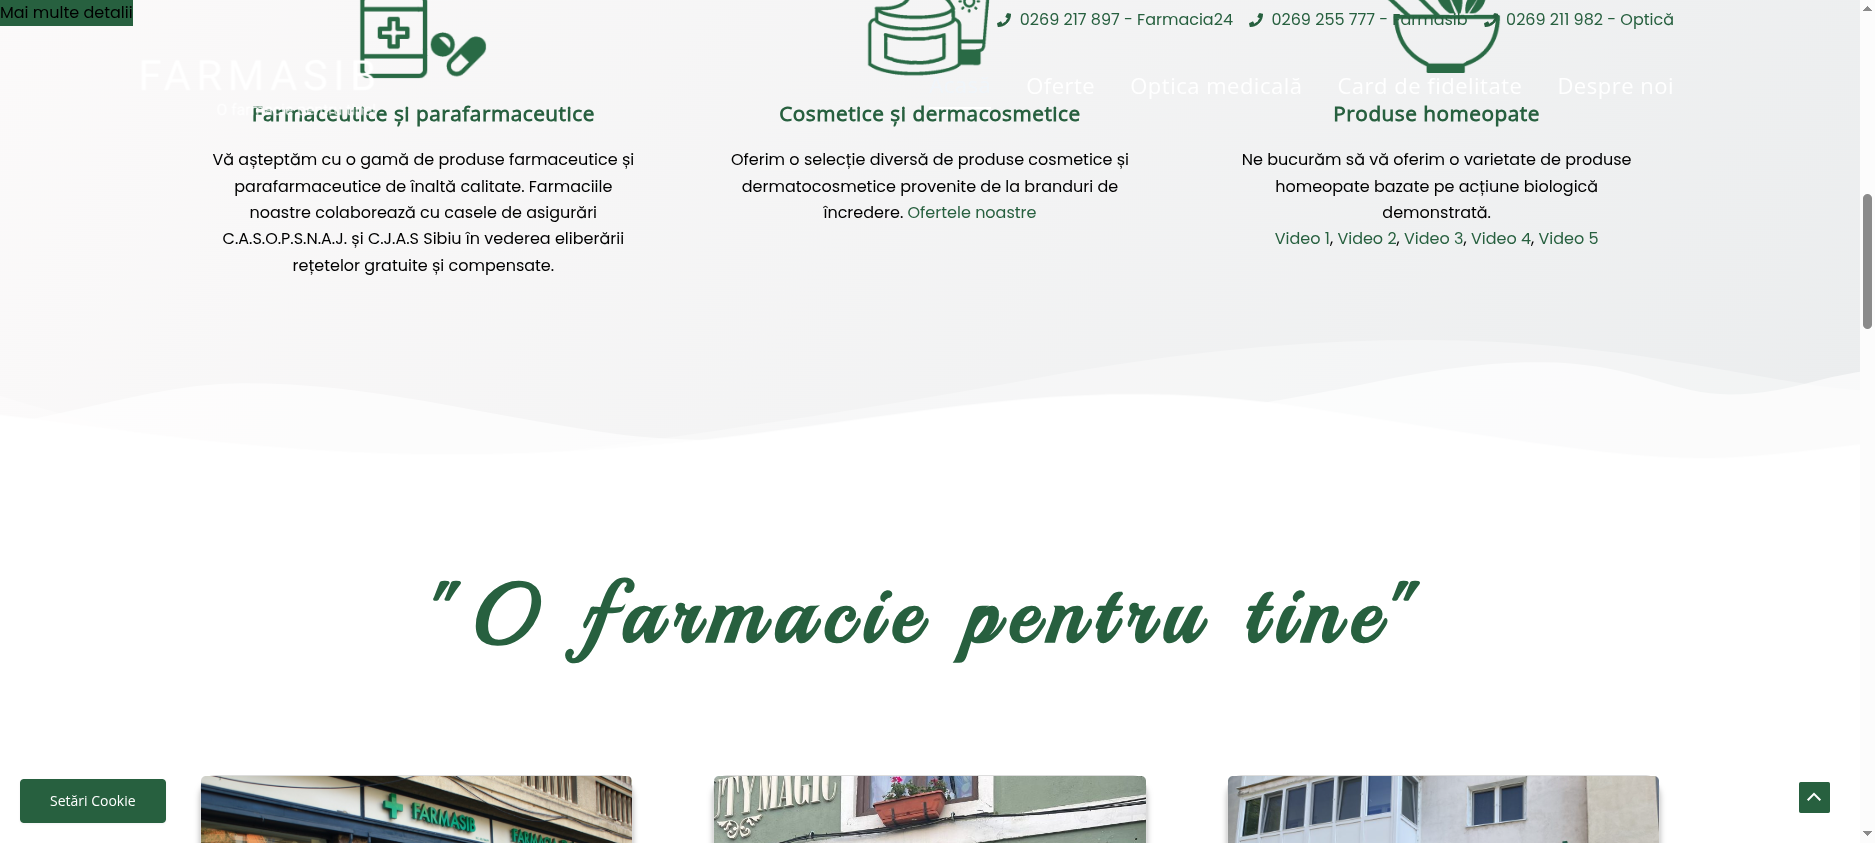 Mai multe detalii
0269 217 897 - Farmacia24
0269 255 777 - Farmasib
0269 211 982 - Optică
FARMASIB
Oferte
Optica medicală
Card de fidelitate
Despre noi
Farmaceutice și parafarmaceutice
Vă așteptăm cu o gamă de produse farmaceutice și
parafarmaceutice de înaltă calitate. Farmaciile
noastre colaborează cu casele de asigurări
C.A.S.O.P.S.N.A.J. și C.J.A.S Sibiu în vederea eliberării
rețetelor gratuite și compensate.
Cosmetice și dermacosmetice
Oferim o selecție diversă de produse cosmetice și
dermatocosmetice provenite de la branduri de
încredere. Ofertele noastre
Produse homeopate
Ne bucurăm să vă oferim o varietate de produse
homeopate bazate pe acțiune biologică
demonstrată.
Video 1, Video 2, Video 3, Video 4, Video 5
"O farmacie pentru tine"
FARMASIB
Setări Cookie